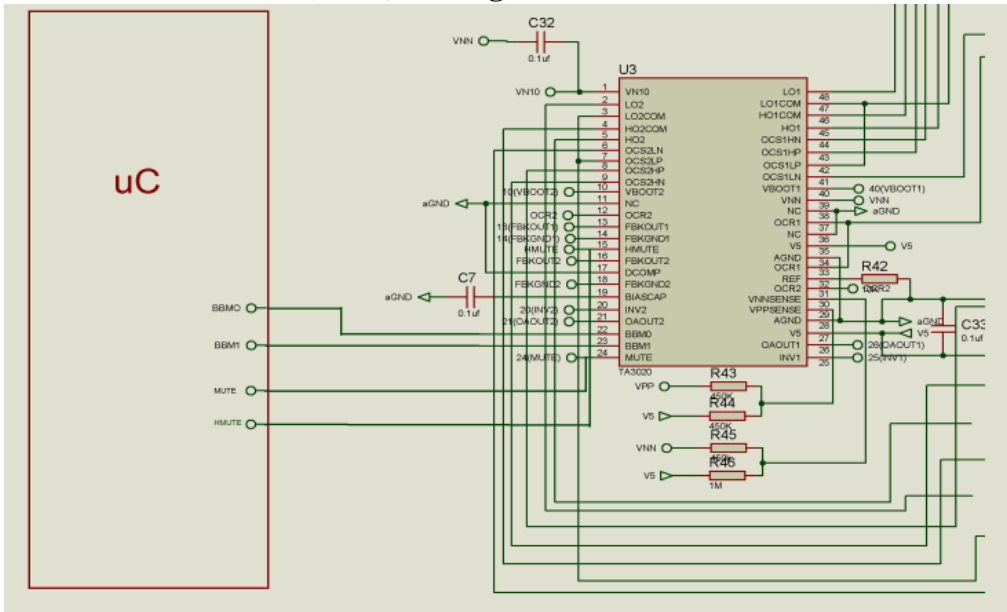 uC
BBMO
BBM1
MUTE
HMUTE
C32
VNN
0.1uf
VN10
10(VBOOT2)
aGND
OCR2
13(FBKOUT1)
14(FBKGND1)
HMUTE
FBKOUT2
C7
aGND
0.1uf
FBKGND2
20(INV2)
21(OAOUT2)
24(MUTE)
U3
1 VN10
2 LO2
3 LO2COM
4 HO2COM
5 HO2
6 OCS2LN
7 OCS2LP
8 OCS2HP
9 OCS2HN
10 VBOOT2
11 NC
12 OCR2
13 FBKOUT1
14 FBKGND1
15 HMUTE
16 FBKOUT2
17 DCOMP
18 FBKGND2
19 BIASCAP
20 INV2
21 OAOUT2
22 BBM0
23 BBM1
24 MUTE
TA3020
LO1 48
LO1COM 47
HO1COM 46
HO1 45
OCS1HN 44
OCS1HP 43
OCS1LP 42
OCS1LN 41
VBOOT1 40
VNN 39
NC 38
OCR1 37
NC 36
V5 35
AGND 34
OCR1 33
REF 32
OCR2 31
VNNSENSE 30
VPPSENSE 29
AGND 28
V5 27
OAOUT1 26
INV1 25
40(VBOOT1)
VNN
aGND
V5
R42
OCR2
aGND
V5
C33
0.1uf
26(OAOUT1)
25(INV1)
R43
VPP
450K
R44
V5
450K
R45
VNN
R46
V5
1M